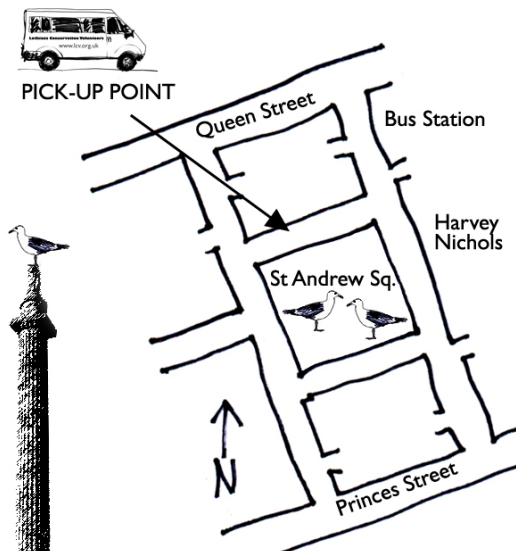 Lothians Conservation Volunteers
www.lcv.org.uk
PICK-UP POINT
Queen Street
Bus Station
Harvey
Nichols
St Andrew Sq.
N
Princes Street